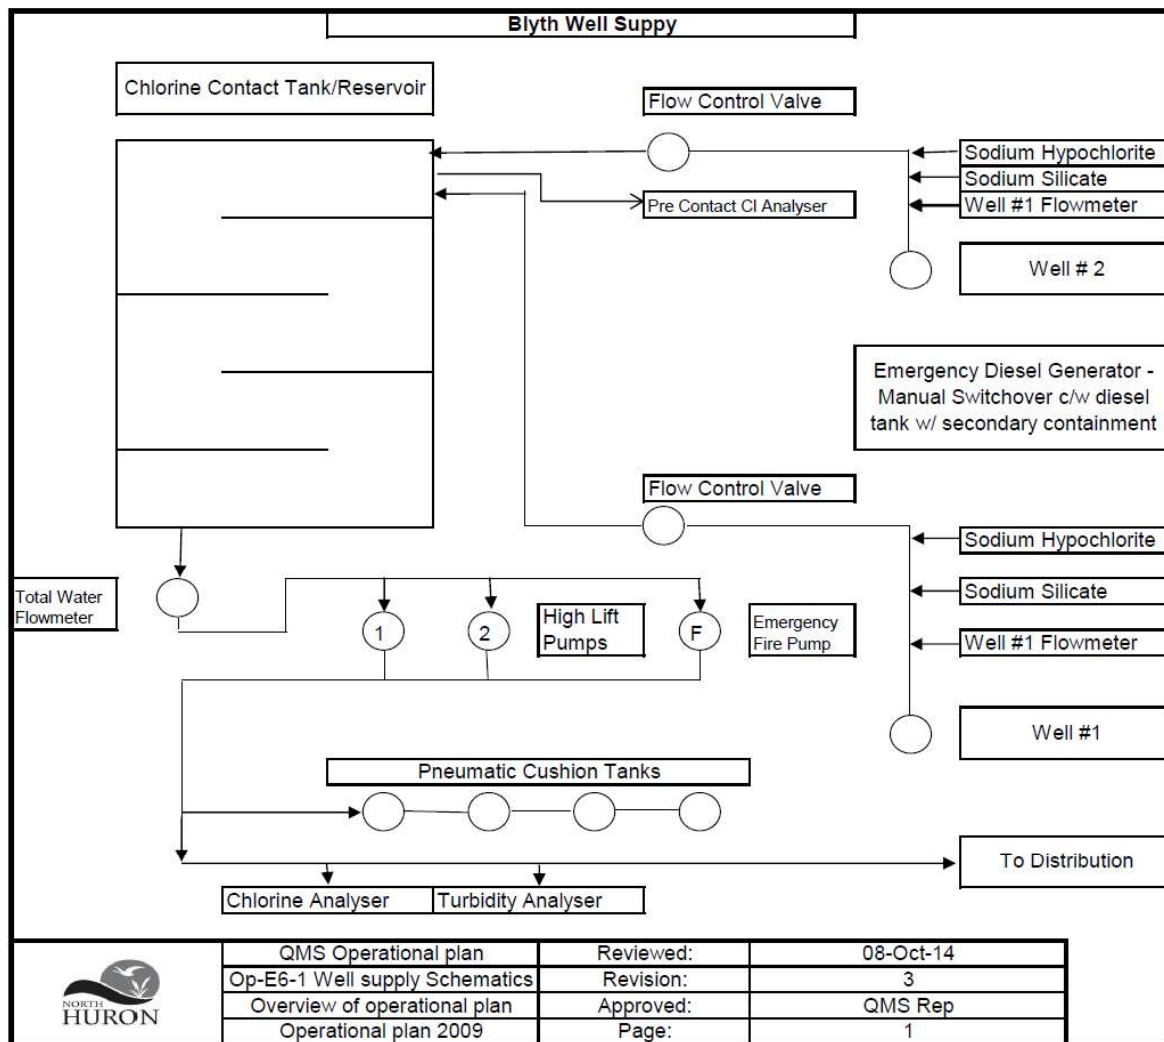 Blyth Well Suppy
Chlorine Contact Tank/Reservoir
Flow Control Valve
Sodium Hypochlorite
Sodium Silicate
Pre Contact Cl Analyser
Well #1 Flowmeter
Well # 2
Emergency Diesel Generator -
Manual Switchover c/w diesel
tank w/ secondary containment
Flow Control Valve
Sodium Hypochlorite
Total Water
Flowmeter
1
2
High Lift
Pumps
F
Emergency
Fire Pump
Sodium Silicate
Well #1 Flowmeter
Well #1
Pneumatic Cushion Tanks
To Distribution
Chlorine Analyser
Turbidity Analyser
NORTH
HURON
QMS Operational plan
Reviewed:
08-Oct-14
Op-E6-1 Well supply Schematics
Revision:
3
Overview of operational plan
Approved:
QMS Rep
Operational plan 2009
Page:
1